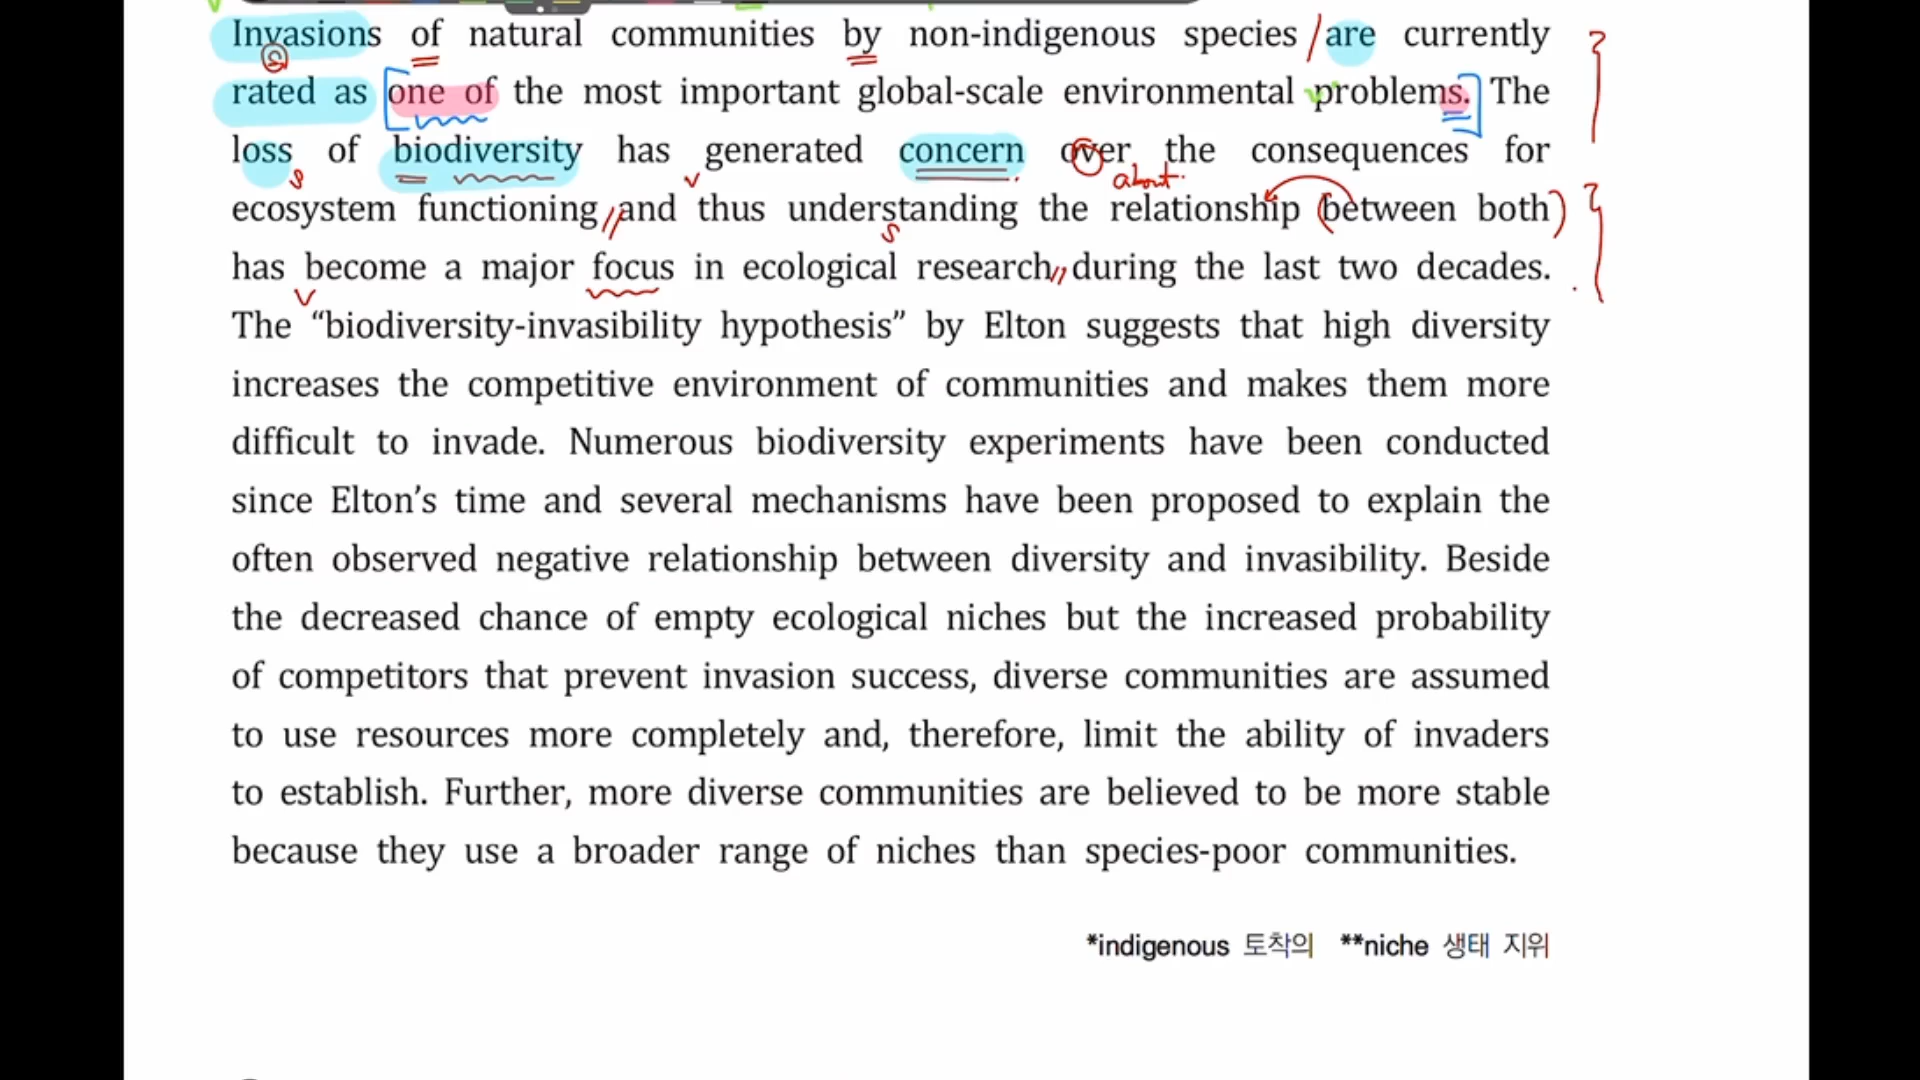 Invasions of natural communities by non-indigenous species are currently
rated as one of the most important global-scale environmental problems. The
loss of biodiversity has generated concern over the consequences for
about.
ecosystem functioning and thus understanding the relationship between both
has become a major focus in ecological research during the last two decades.
The “biodiversity-invasibility hypothesis” by Elton suggests that high diversity
increases the competitive environment of communities and makes them more
difficult to invade. Numerous biodiversity experiments have been conducted
since Elton’s time and several mechanisms have been proposed to explain the
often observed negative relationship between diversity and invasibility. Beside
the decreased chance of empty ecological niches but the increased probability
of competitors that prevent invasion success, diverse communities are assumed
to use resources more completely and, therefore, limit the ability of invaders
to establish. Further, more diverse communities are believed to be more stable
because they use a broader range of niches than species-poor communities.
*indigenous 토착의 **niche 생태 지위